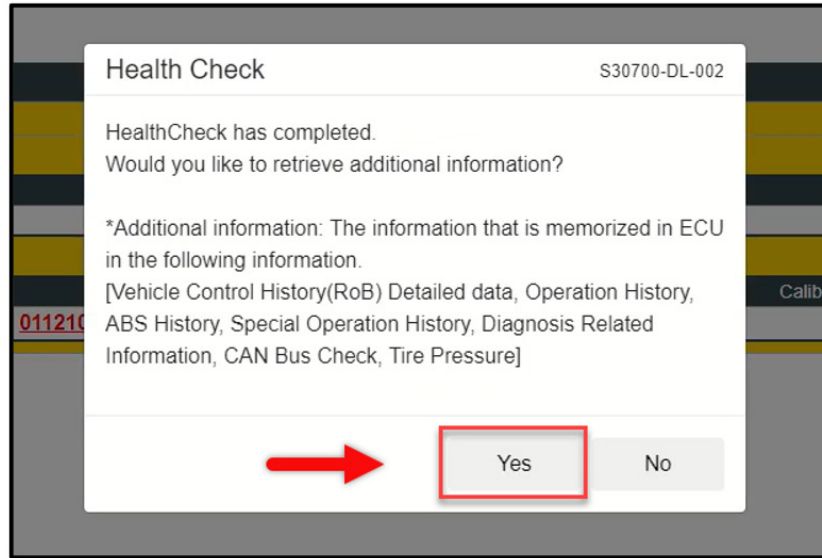 Health Check
S30700-DL-002
HealthCheck has completed.
Would you like to retrieve additional information?
*Additional information: The information that is memorized in ECU
in the following information.
[Vehicle Control History(RoB) Detailed data, Operation History,
ABS History, Special Operation History, Diagnosis Related
Information, CAN Bus Check, Tire Pressure]
Calib
011210
Yes
No